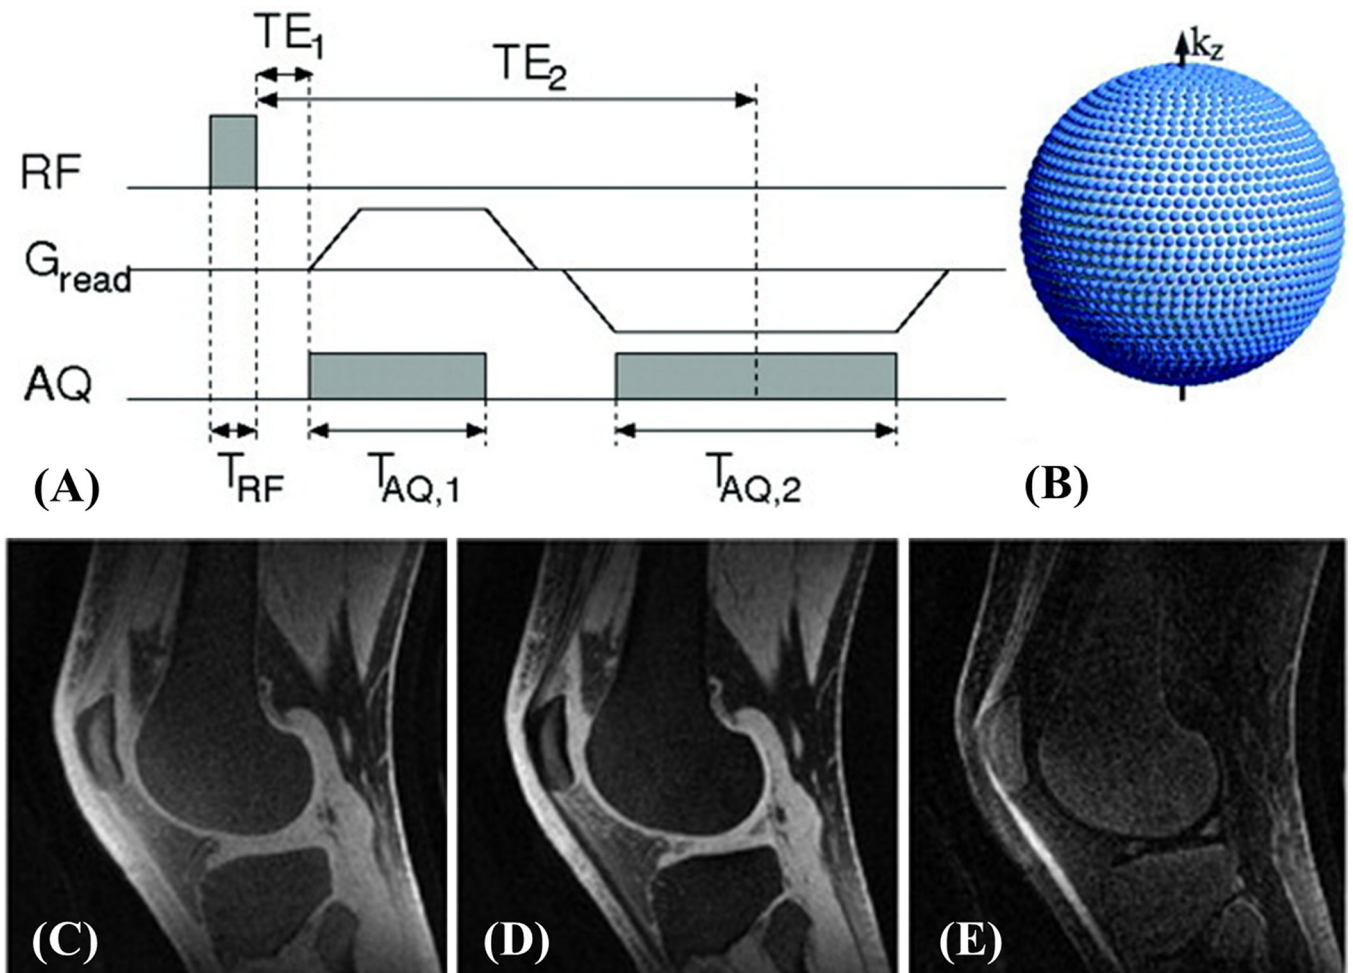 TE1
TE2
RF
Gread
AQ
TRF
TAQ,1
TAQ,2
(A)
kz
(B)
(C)
(D)
(E)